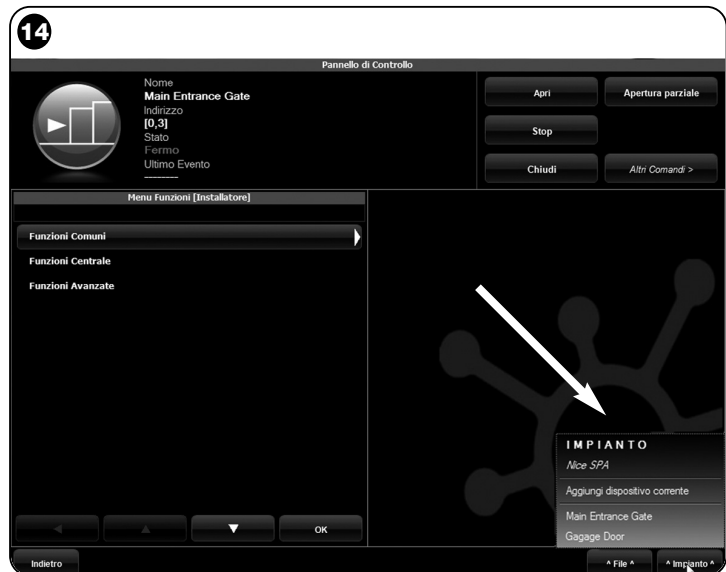 14
Pannello di Controllo
Nome
Main Entrance Gate
Indirizzo
[0,3]
Stato
Fermo
Ultimo Evento
--------
Apri
Apertura parziale
Stop
Chiudi
Altri Comandi >
Menu Funzioni [Installatore]
Funzioni Comuni
Funzioni Centrale
Funzioni Avanzate
OK
IMPIANTO
Nice SPA
Aggiungi dispositivo corrente
Main Entrance Gate
Gagage Door
Indietro
^ File ^
^ Impianto ^